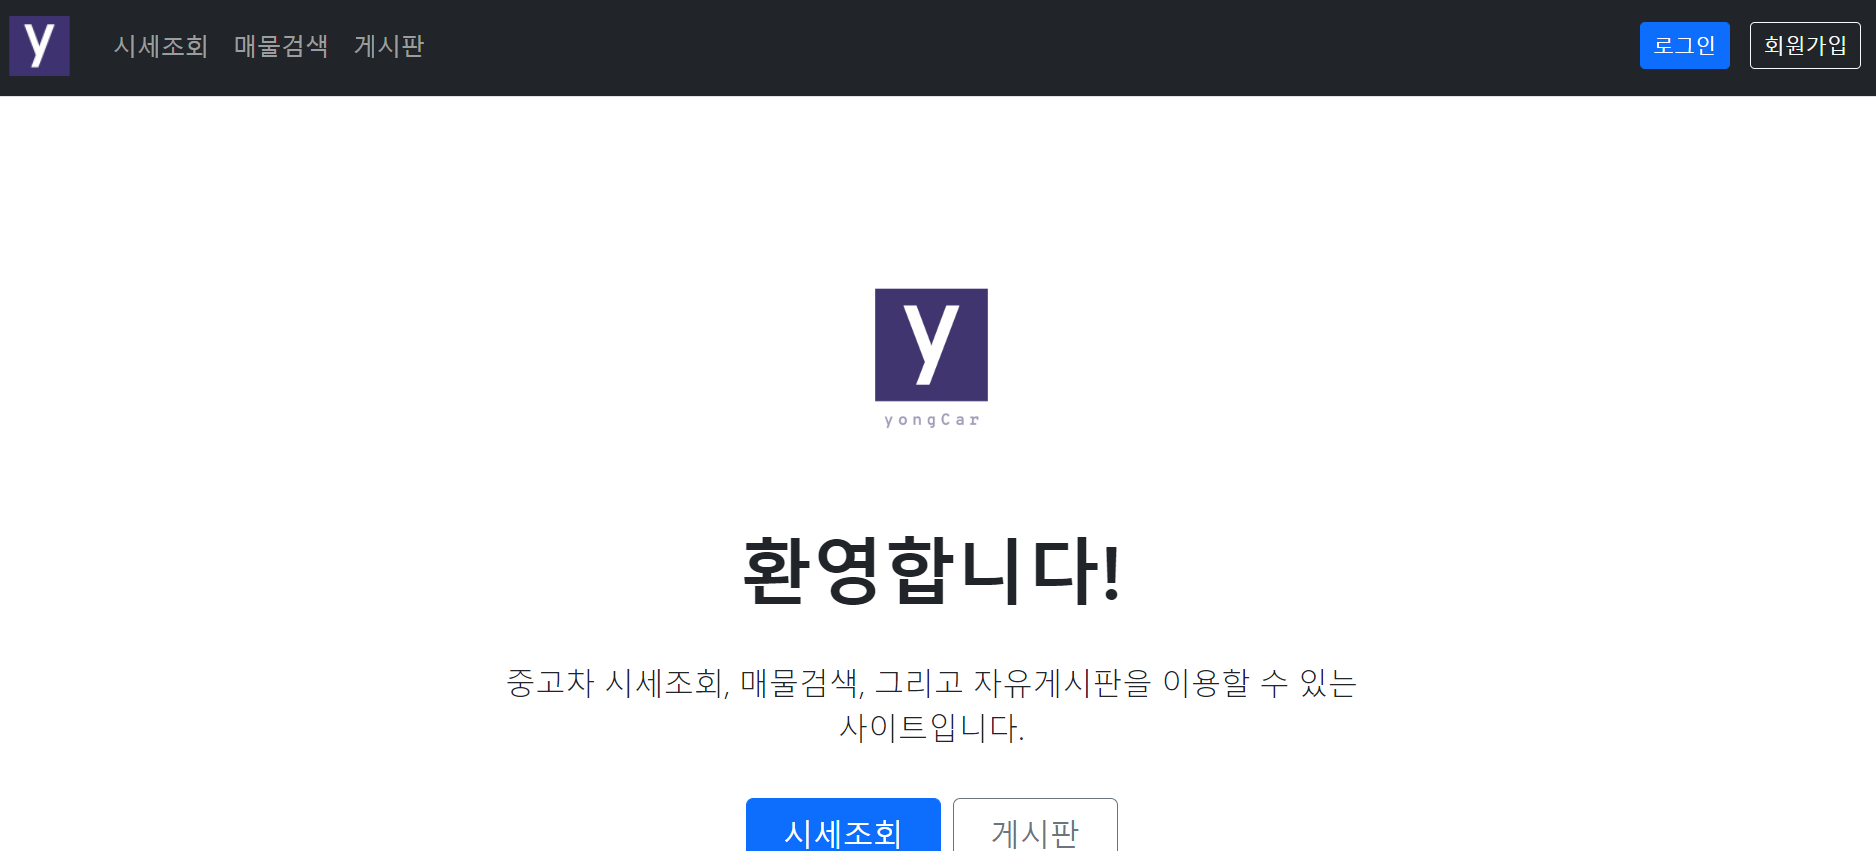 y 시세조회 매물검색 게시판 로그인 회원가입
y
yongCar
환영합니다!
중고차 시세조회, 매물검색, 그리고 자유게시판을 이용할 수 있는
사이트입니다.
시세조회 게시판